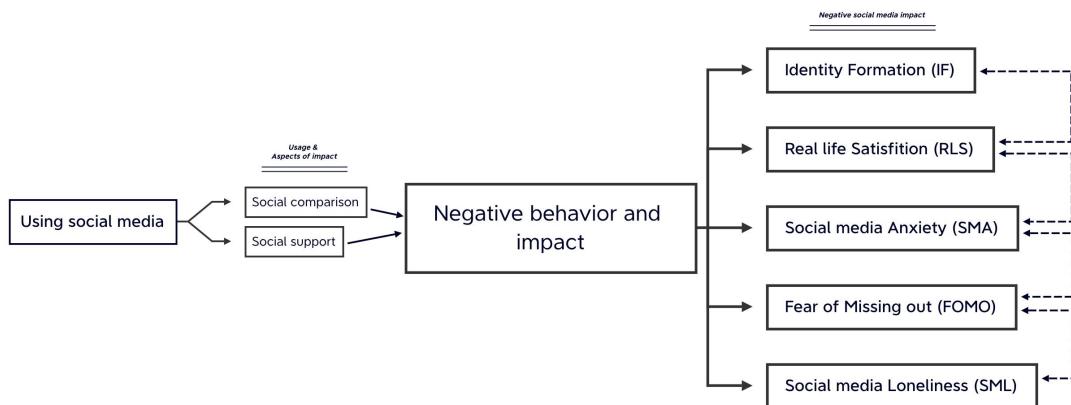 Negative social media impact
Identity Formation (IF)
Real life Satisfition (RLS)
Usage &
Aspects of impact
Social comparison
Using social media
Social support
Negative behavior and
impact
Social media Anxiety (SMA)
Fear of Missing out (FOMO)
Social media Loneliness (SML)